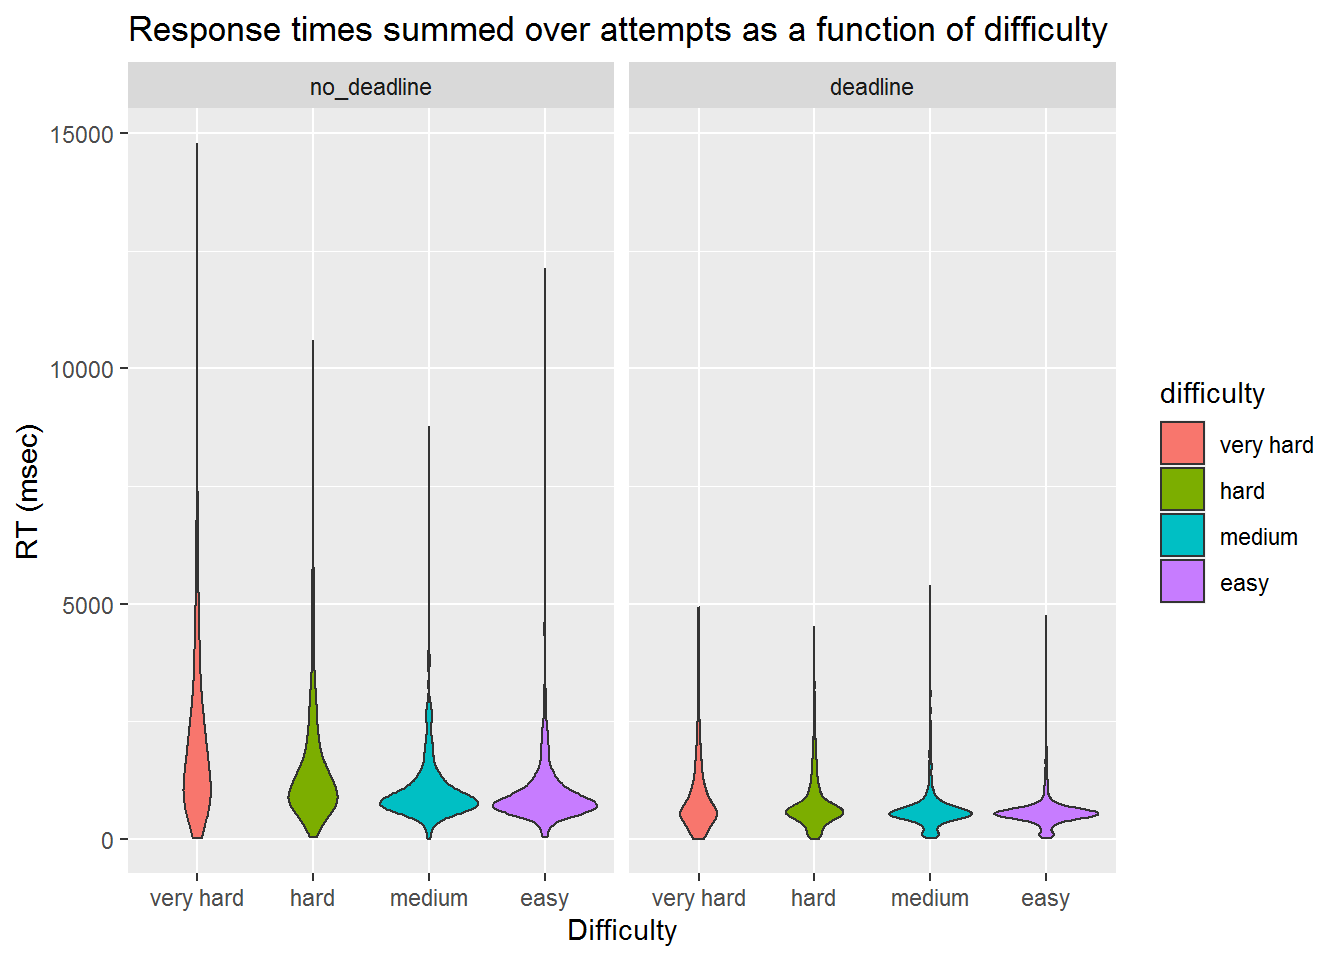 Response times summed over attempts as a function of difficulty
no_deadline
deadline
15000
10000
5000
0
RT (msec)
very hard
hard
medium
easy
very hard
hard
medium
easy
Difficulty
difficulty
very hard
hard
medium
easy